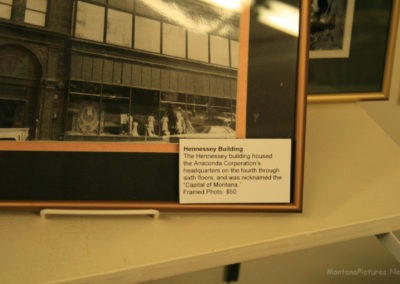 Hennessey Building
The Hennessey building housed
the Anaconda Corporation's
headquarters on the fourth through
sixth floors, and was nicknamed the
"Capital of Montana."
Framed Photo: $50
MontanaPictures.Net